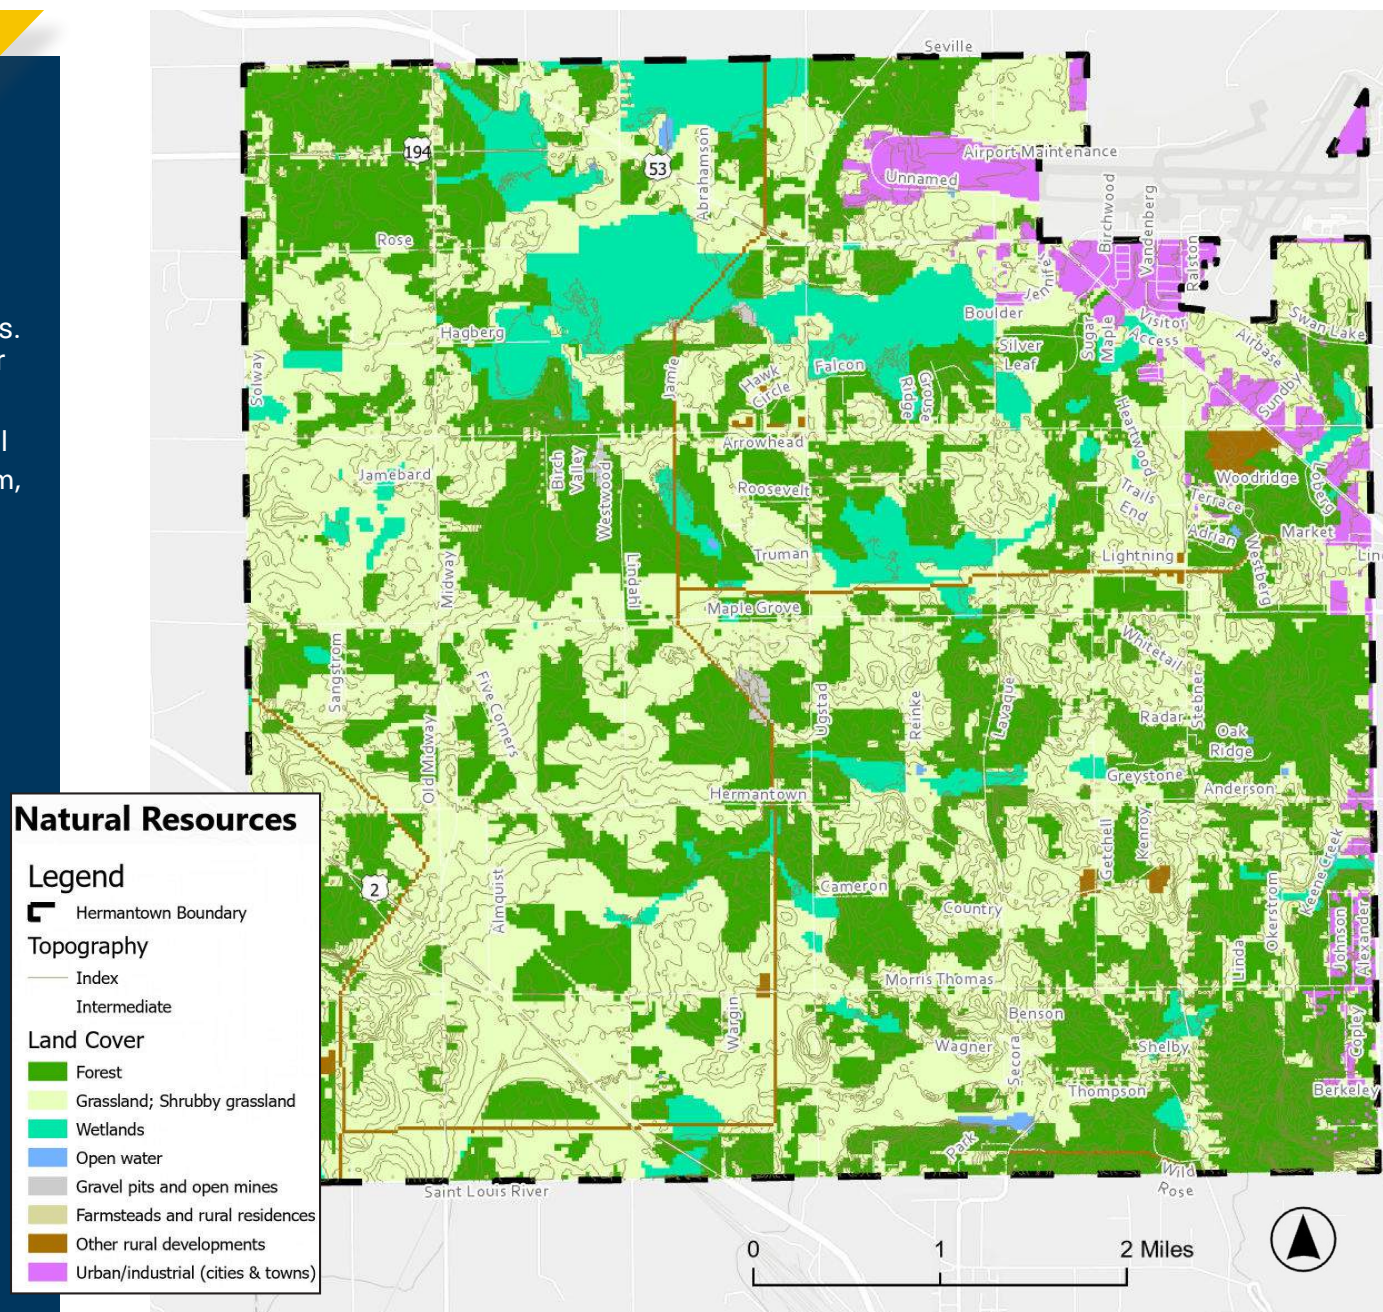 s.
r
l
m,
Seville
194
53
Abrahamson
Airport Maintenance
Unnamed
Birchwood
Vandenberg
Ralston
Rose
Jennifer
Hagberg
Boulder
Visitor
Access
Sugar
Maple
Swan Lake
Airbase
Silver
Leaf
Solway
Jamie
Hawk
Circle
Falcon
Ridge
Grouse
Sundby
Heartwood
Arrowhead
Birch
Valley
Westwood
Jamebard
Roosevelt
Woodridge
Loberg
Trails
End
Terrace
Adrian
Market
Truman
Lightning
Westberg
Midway
Lindahl
Maple Grove
Sangstrom
Whitetail
Five Corners
Ugstad
Reinke
Lavaque
Stebner
Radar
Oak
Ridge
Old Midway
Greystone
Anderson
Hermantown
Getchell
Kenroy
Keene Creek
2
Almquist
Cameron
Country
Okerstrom
Johnson
Alexander
Linda
Morris Thomas
Wargin
Benson
Wagner
Secora
Shelby
Copley
Thompson
Berkeley
Park
Wild
Rose
Saint Louis River
Natural Resources
Legend
Hermantown Boundary
Topography
Index
Intermediate
Land Cover
Forest
Grassland; Shrubby grassland
Wetlands
Open water
Gravel pits and open mines
Farmsteads and rural residences
Other rural developments
Urban/industrial (cities & towns)
0 1 2 Miles